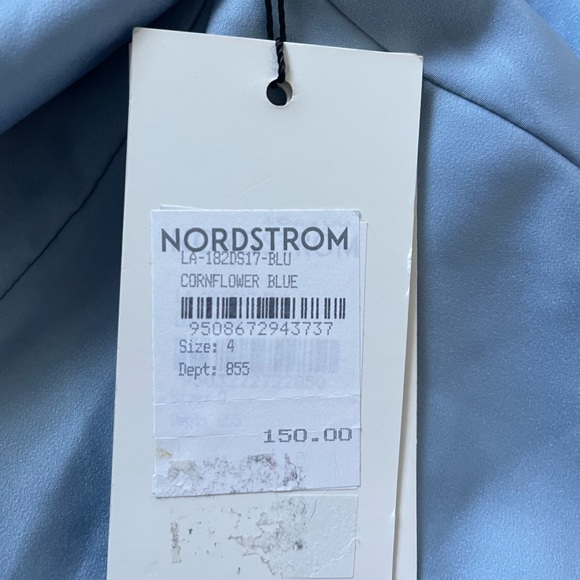 NORDSTROM
LA-182DS17-BLU
CORNFLOWER BLUE
9508672943737
Size: 4
Dept: 855
150.00